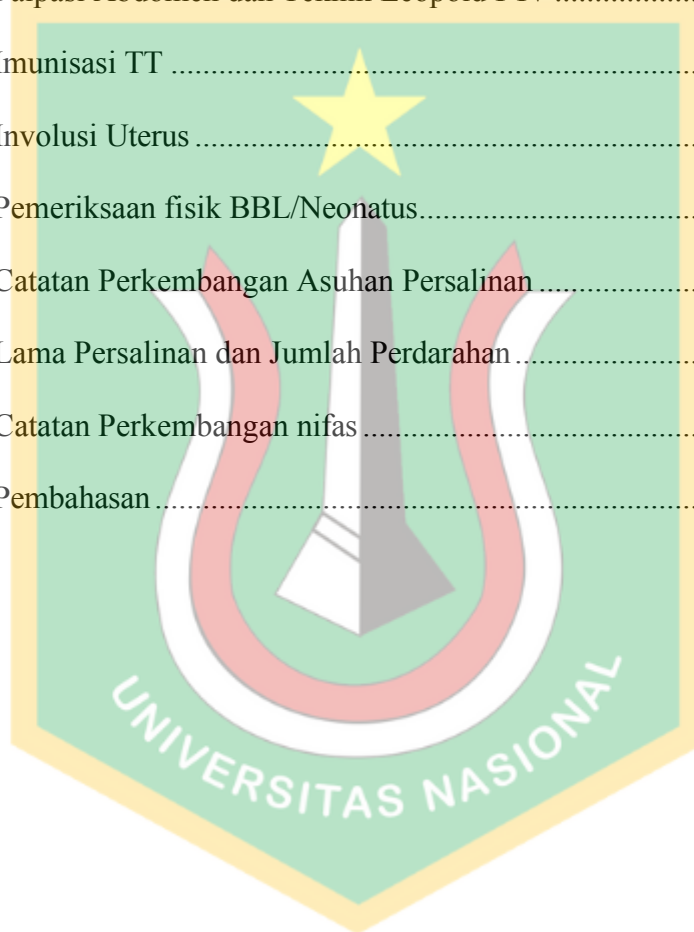 Imunisasi TT ........................................................................
Involusi Uterus .....................................................................
Pemeriksaan fisik BBL/Neonatus......................................
Catatan Perkembangan Asuhan Persalinan ......................
Lama Persalinan dan Jumlah Perdarahan .........................
Catatan Perkembangan nifas ..............................................
Pembahasan .........................................................................
UNIVERSITAS NASIONAL